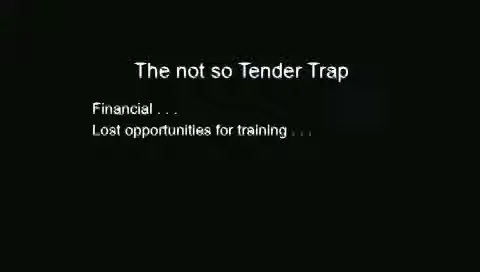 The not so Tender Trap
Financial . . .
Lost opportunities for training . . .